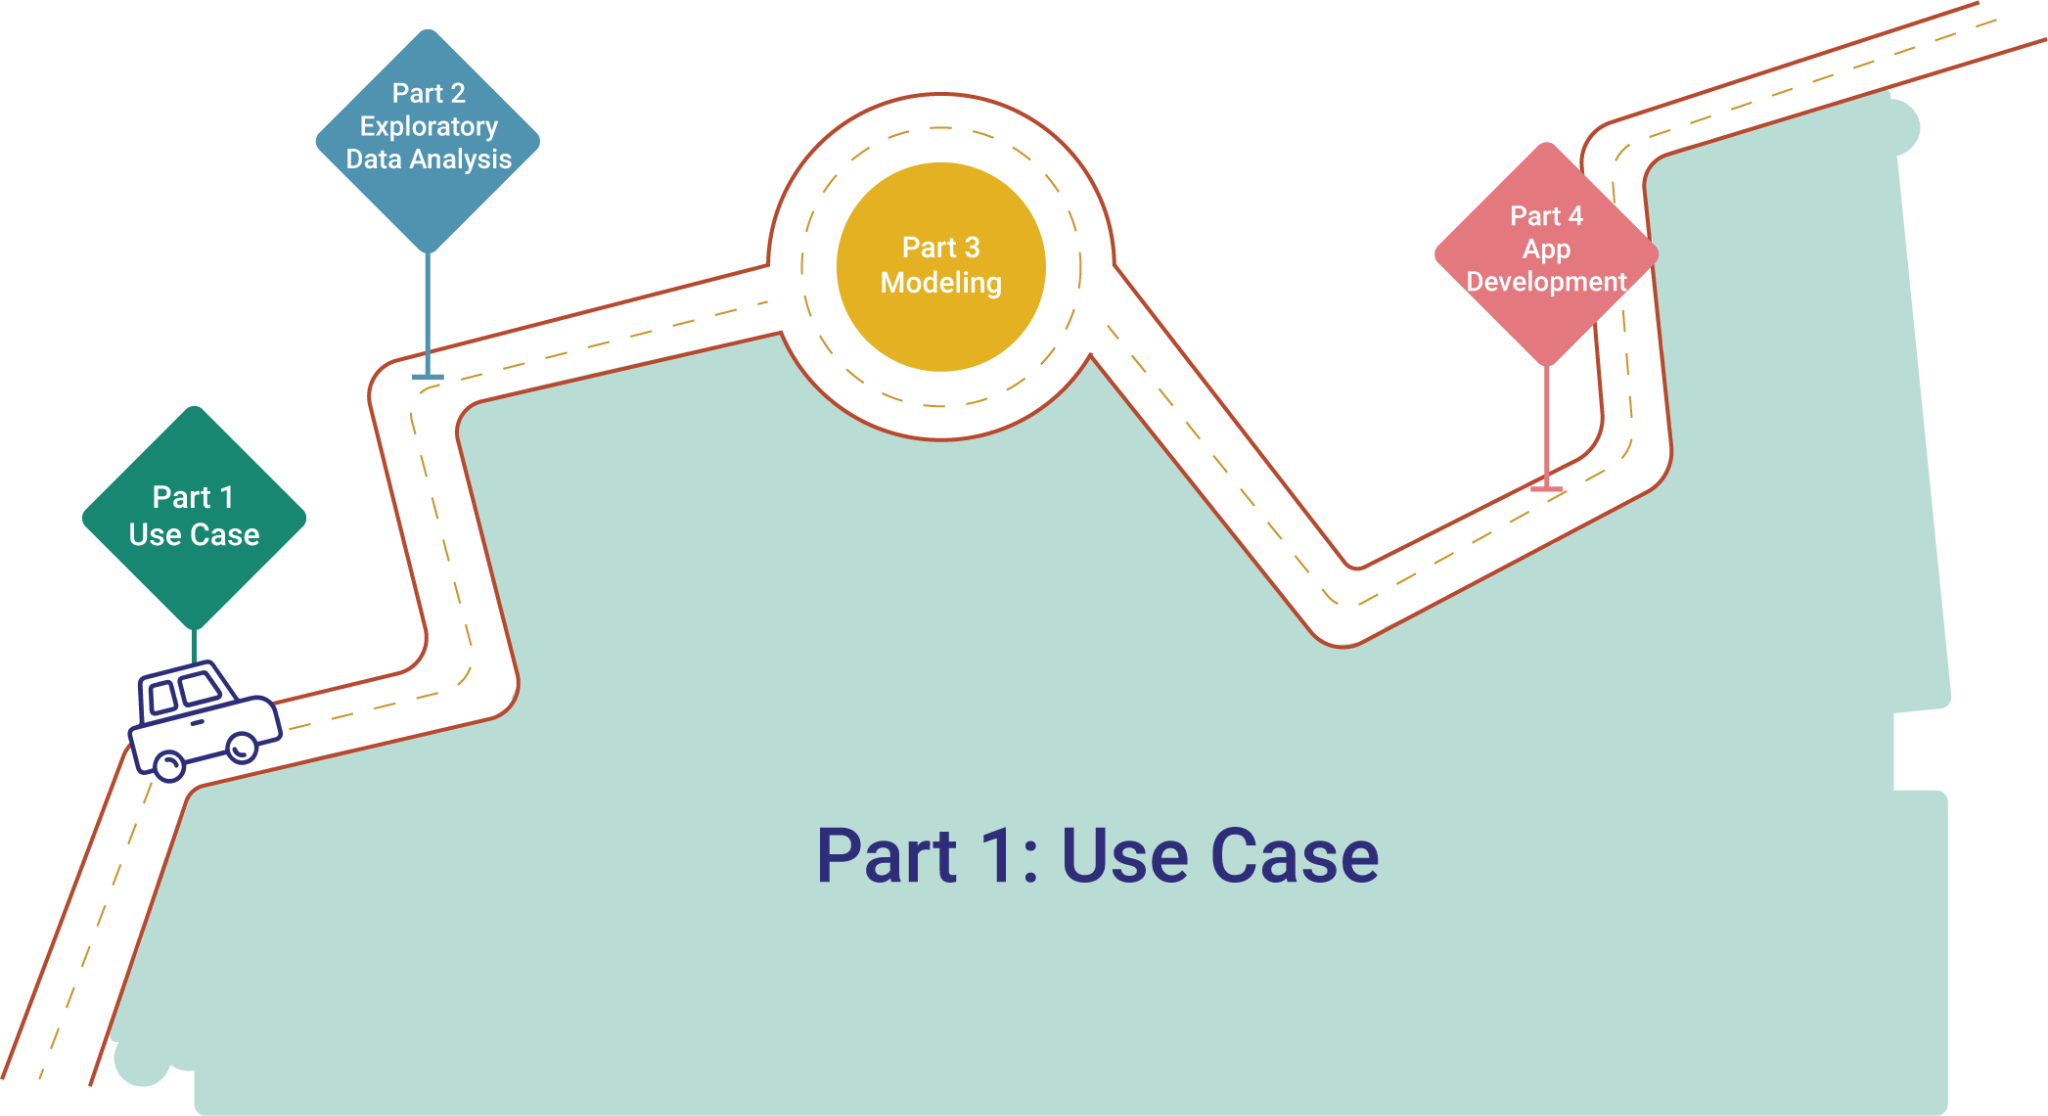 Part 1
Use Case
Part 2
Exploratory
Data Analysis
Part 3
Modeling
Part 4
App
Development
Part 1: Use Case